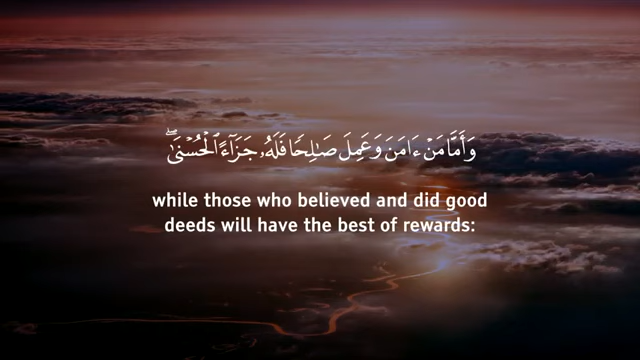 وَأَمَّا مَنْ ءَامَنَ وَعَمِلَ صَـٰلِحًا فَلَهُۥ جَزَآءً ٱلْحُسْنَىٰ ۖ
while those who believed and did good
deeds will have the best of rewards: